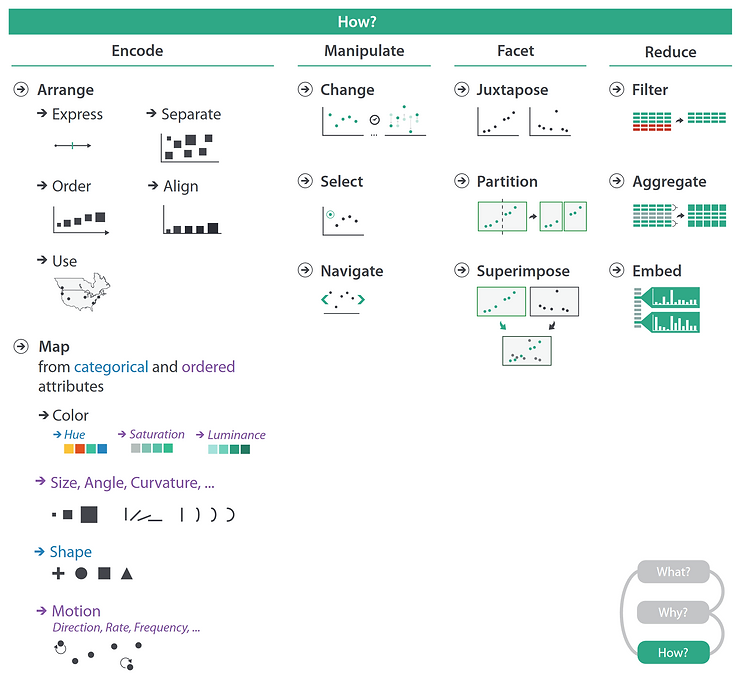 How?
Encode
Manipulate
Facet
Reduce
Arrange
Express
Separate
Order
Align
Use
Map
from categorical and ordered
attributes
Color
Hue
Saturation
Luminance
Size, Angle, Curvature, ...
Shape
Motion
Direction, Rate, Frequency, ...
Change
...
Select
Navigate
Juxtapose
Partition
Superimpose
Filter
Aggregate
Embed
What?
Why?
How?